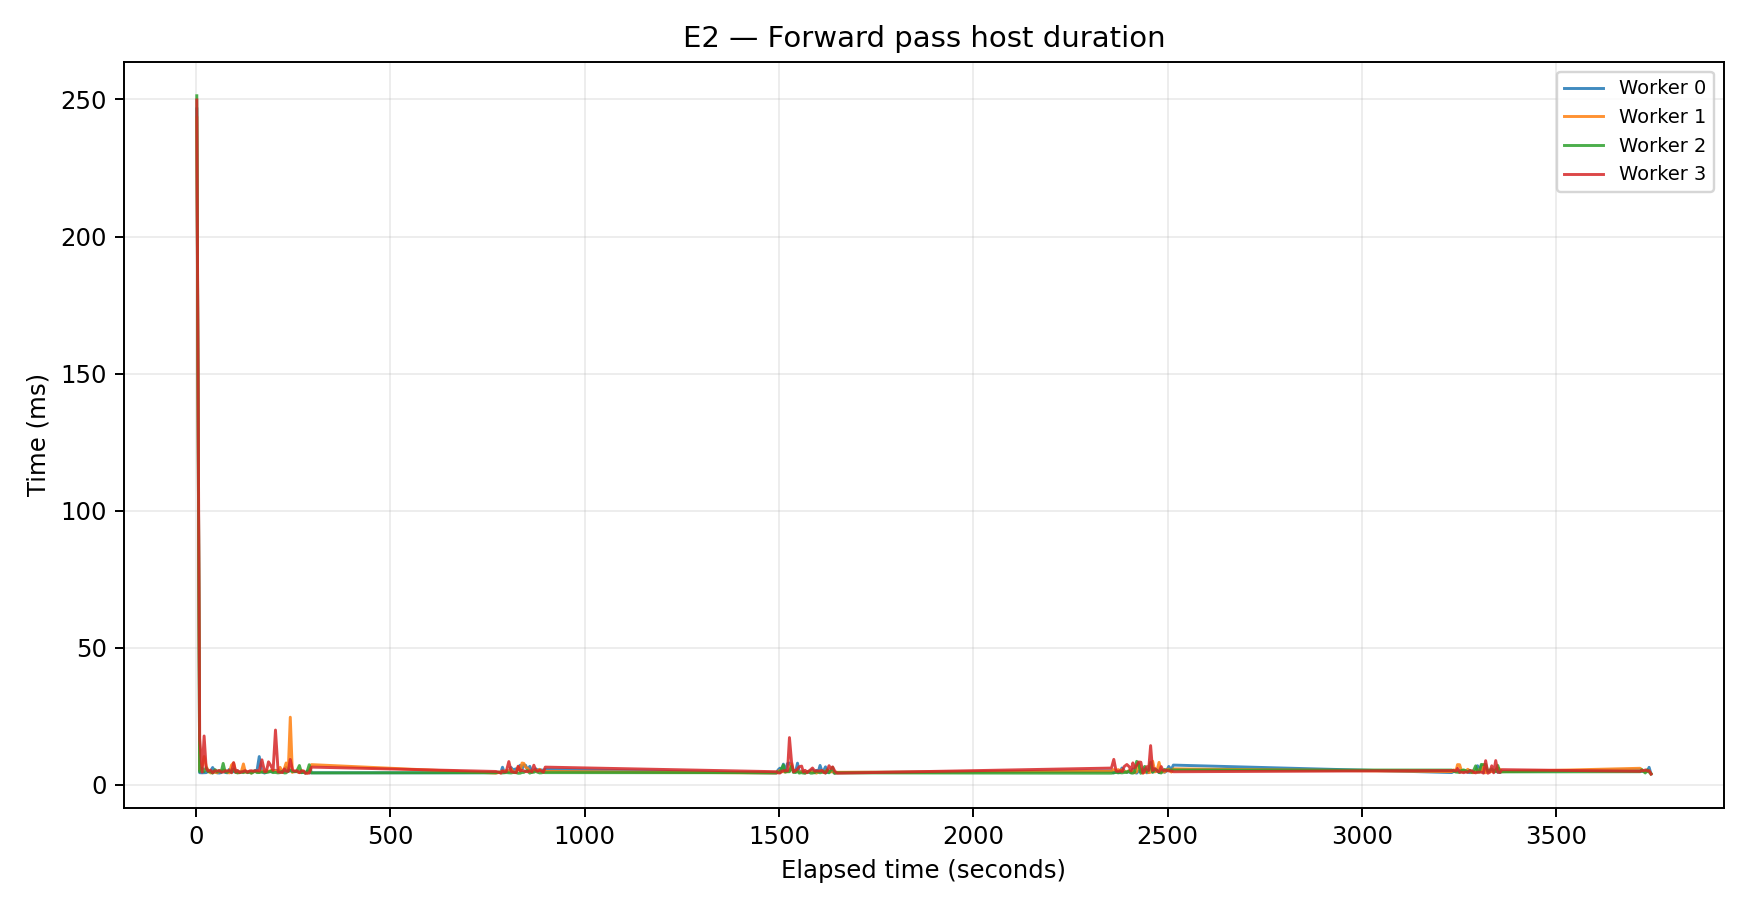 E2 — Forward pass host duration
Time (ms)
250
200
150
100
50
0
Worker 0
Worker 1
Worker 2
Worker 3
0 500 1000 1500 2000 2500 3000 3500
Elapsed time (seconds)